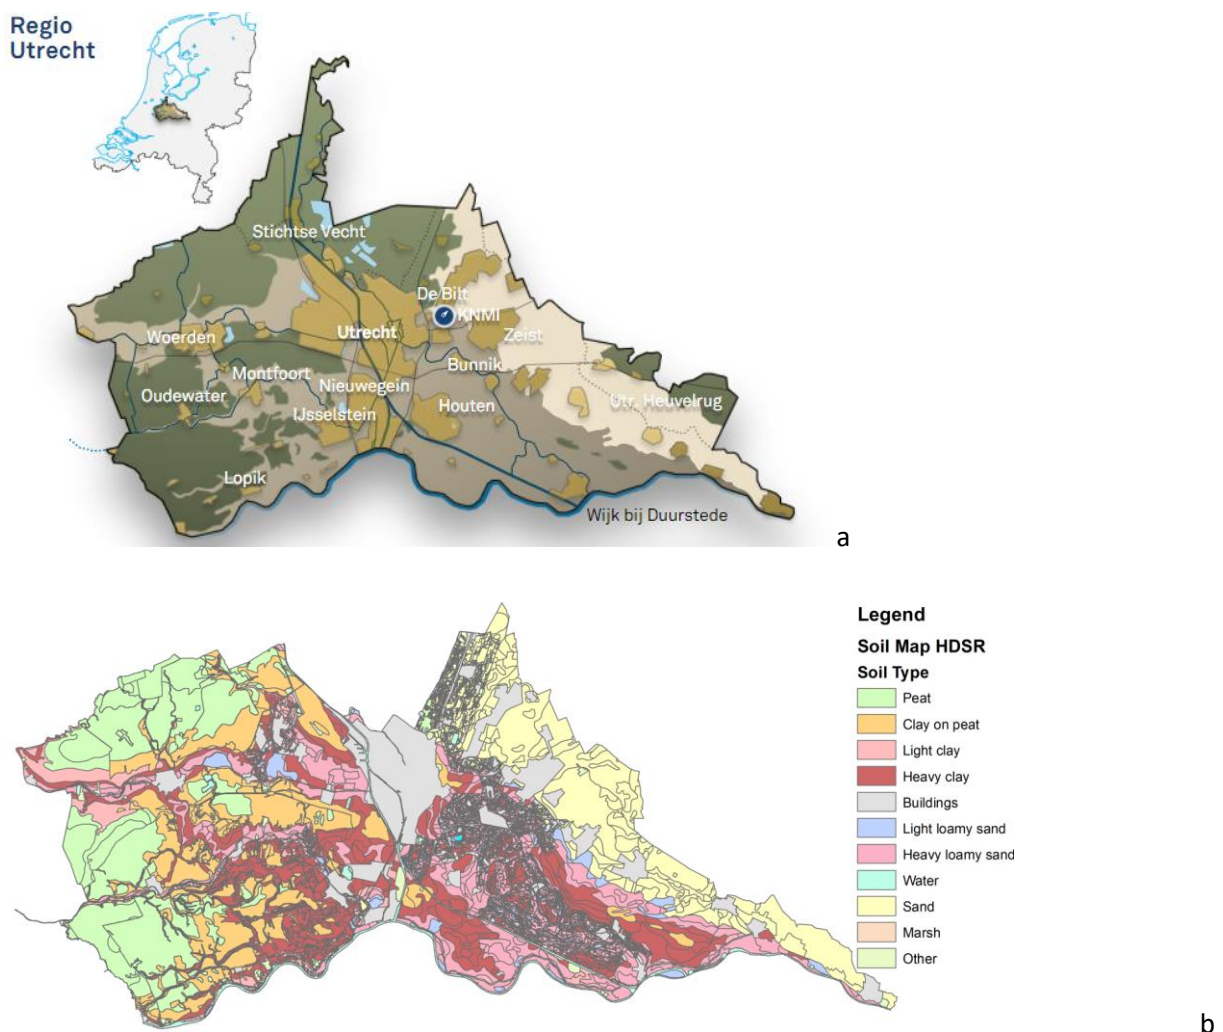 Regio
Utrecht
Stichtse Vecht
De Bilt
KNMI
Utrecht
Zeist
Woerden
Bunnik
Montfoort
Nieuwegein
Oudewater
Utr. Heuvelrug
Houten
IJsselstein
Lopik
Wijk bij Duurstede
a
Legend
Soil Map HDSR
Soil Type
Peat
Clay on peat
Light clay
Heavy clay
Buildings
Light loamy sand
Heavy loamy sand
Water
Sand
Marsh
Other
b